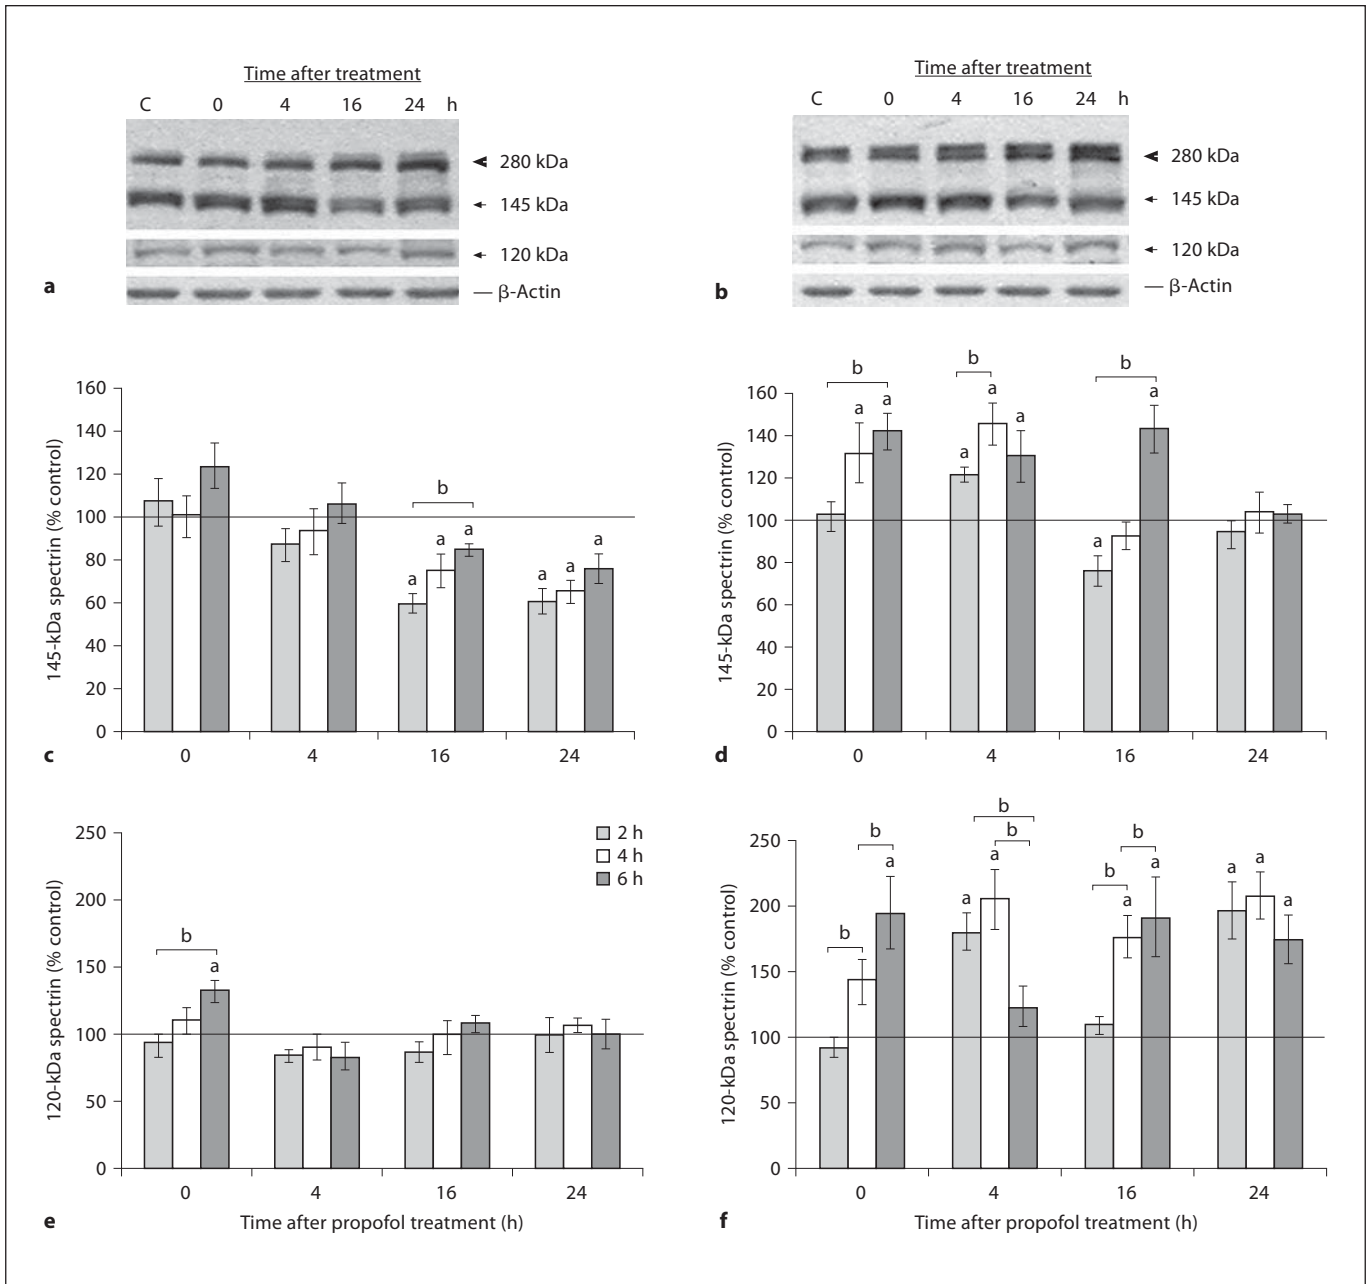 Time after treatment
C 0 4 16 24 h
280 kDa
145 kDa
120 kDa
β-Actin
a
Time after treatment
C 0 4 16 24 h
280 kDa
145 kDa
120 kDa
β-Actin
b
145-kDa spectrin (% control)
160
140
120
100
80
60
40
20
0
b
a a a
a a a
0 4 16 24
c
145-kDa spectrin (% control)
160
140
120
100
80
60
40
20
0
b b b
a a
a a a
a a
0 4 16 24
d
120-kDa spectrin (% control)
250
200
150
100
50
0
2 h
4 h
6 h
b
a
0 4 16 24
Time after propofol treatment (h)
e
120-kDa spectrin (% control)
250
200
150
100
50
0
b b
a
b b
a a
b b
a a
a a a
0 4 16 24
Time after propofol treatment (h)
f